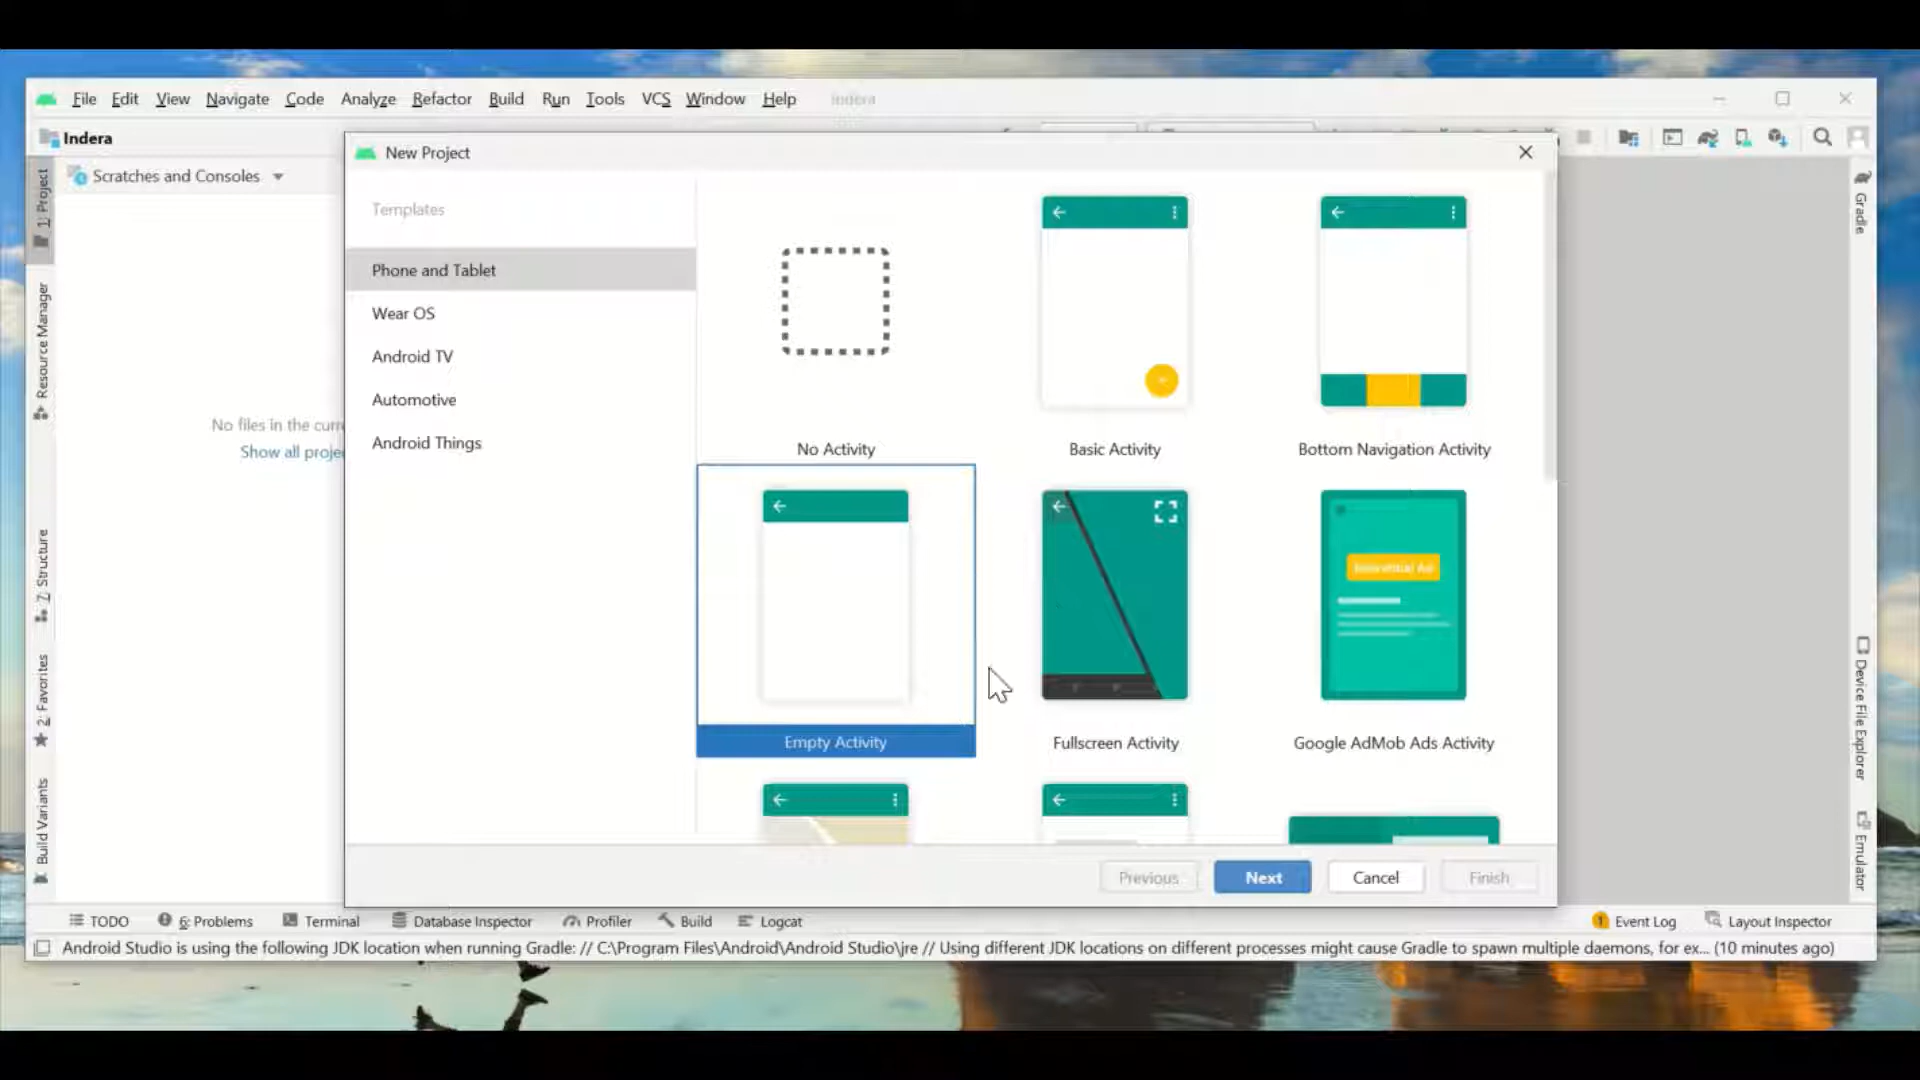 File Edit View Navigate Code Analyze Refactor Build Run Tools VCS Window Help Indera
Indera
New Project
1: Project
Scratches and Consoles
Templates
Phone and Tablet
Wear OS
Android TV
Automotive
Android Things
No files in the curr
Show all proje
Resource Manager
7: Structure
2: Favorites
Build Variants
No Activity
Basic Activity
Bottom Navigation Activity
Empty Activity
Fullscreen Activity
Google AdMob Ads Activity
Gradle
Device File Explorer
Emulator
Previous
Next
Cancel
Finish
TODO 6: Problems Terminal Database Inspector Profiler Build Logcat
1 Event Log Layout Inspector
Android Studio is using the following JDK location when running Gradle: // C:\Program Files\Android\Android Studio\jre // Using different JDK locations on different processes might cause Gradle to spawn multiple daemons, for ex... (10 minutes ago)